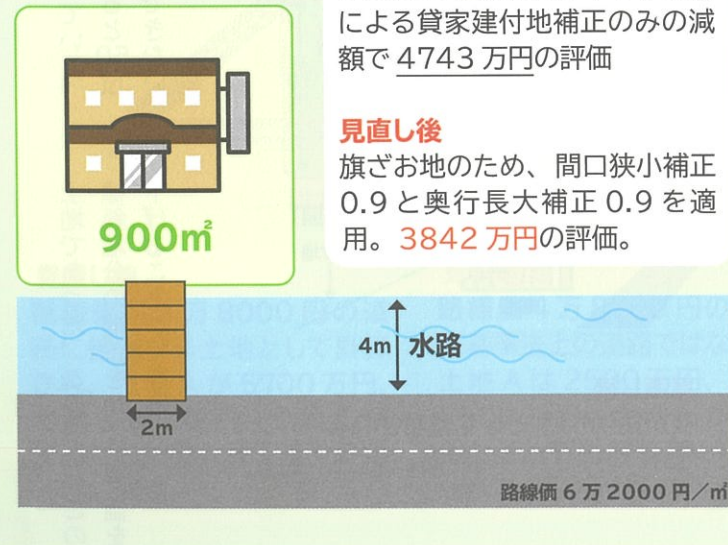 による貸家建付地補正のみの減
額で 4743 万円の評価
見直し後
旗ざお地のため、間口狭小補正
0.9 と奥行長大補正 0.9 を適
用。3842 万円の評価。
900㎡
4m 水路
2m
路線価 6 万 2000 円／㎡